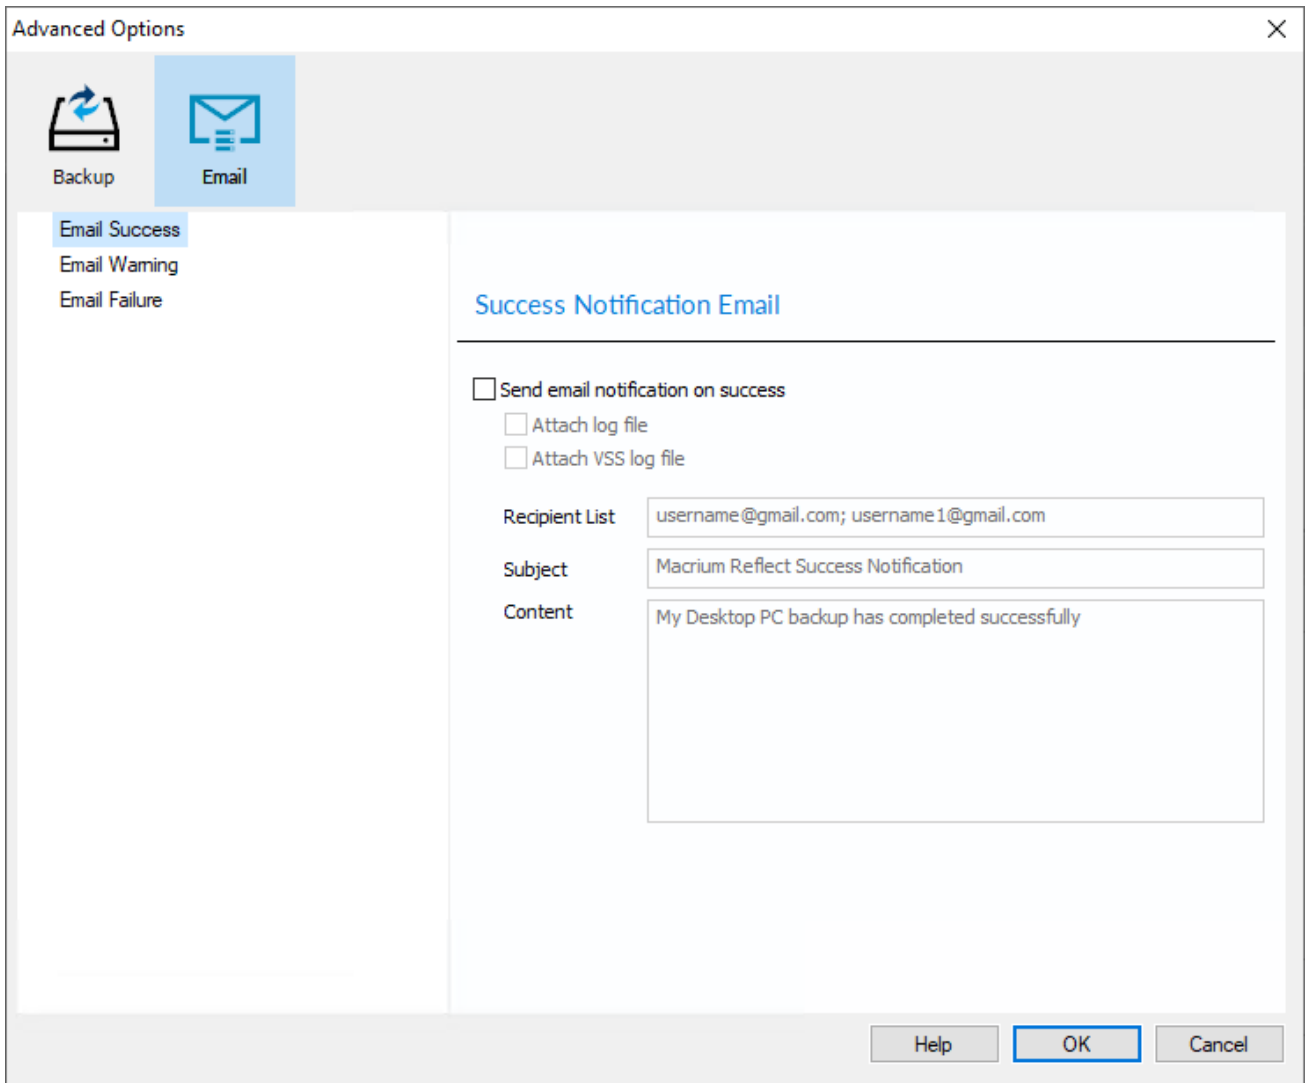 Advanced Options
Backup
Email
Email Success
Email Warning
Email Failure
Success Notification Email
Send email notification on success
Attach log file
Attach VSS log file
Recipient List
username@gmail.com; username1@gmail.com
Subject
Macrium Reflect Success Notification
Content
My Desktop PC backup has completed successfully
Help
OK
Cancel